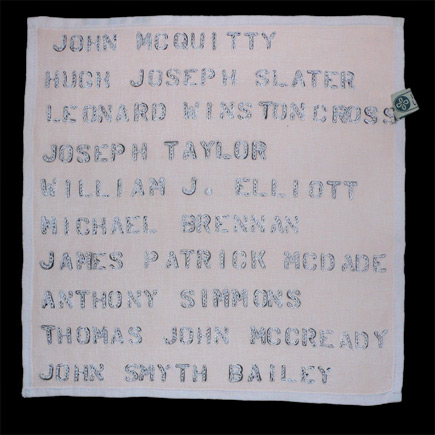 JOHN MCQUITTY
HUGH JOSEPH SLATER
LEONARD WINSTON CROSS
JOSEPH TAYLOR
WILLIAM J. ELLIOTT
MICHAEL BRENNAN
JAMES PATRICK MCDADE
ANTHONY SIMMONS
THOMAS JOHN MCCREADY
JOHN SMYTH BAILEY